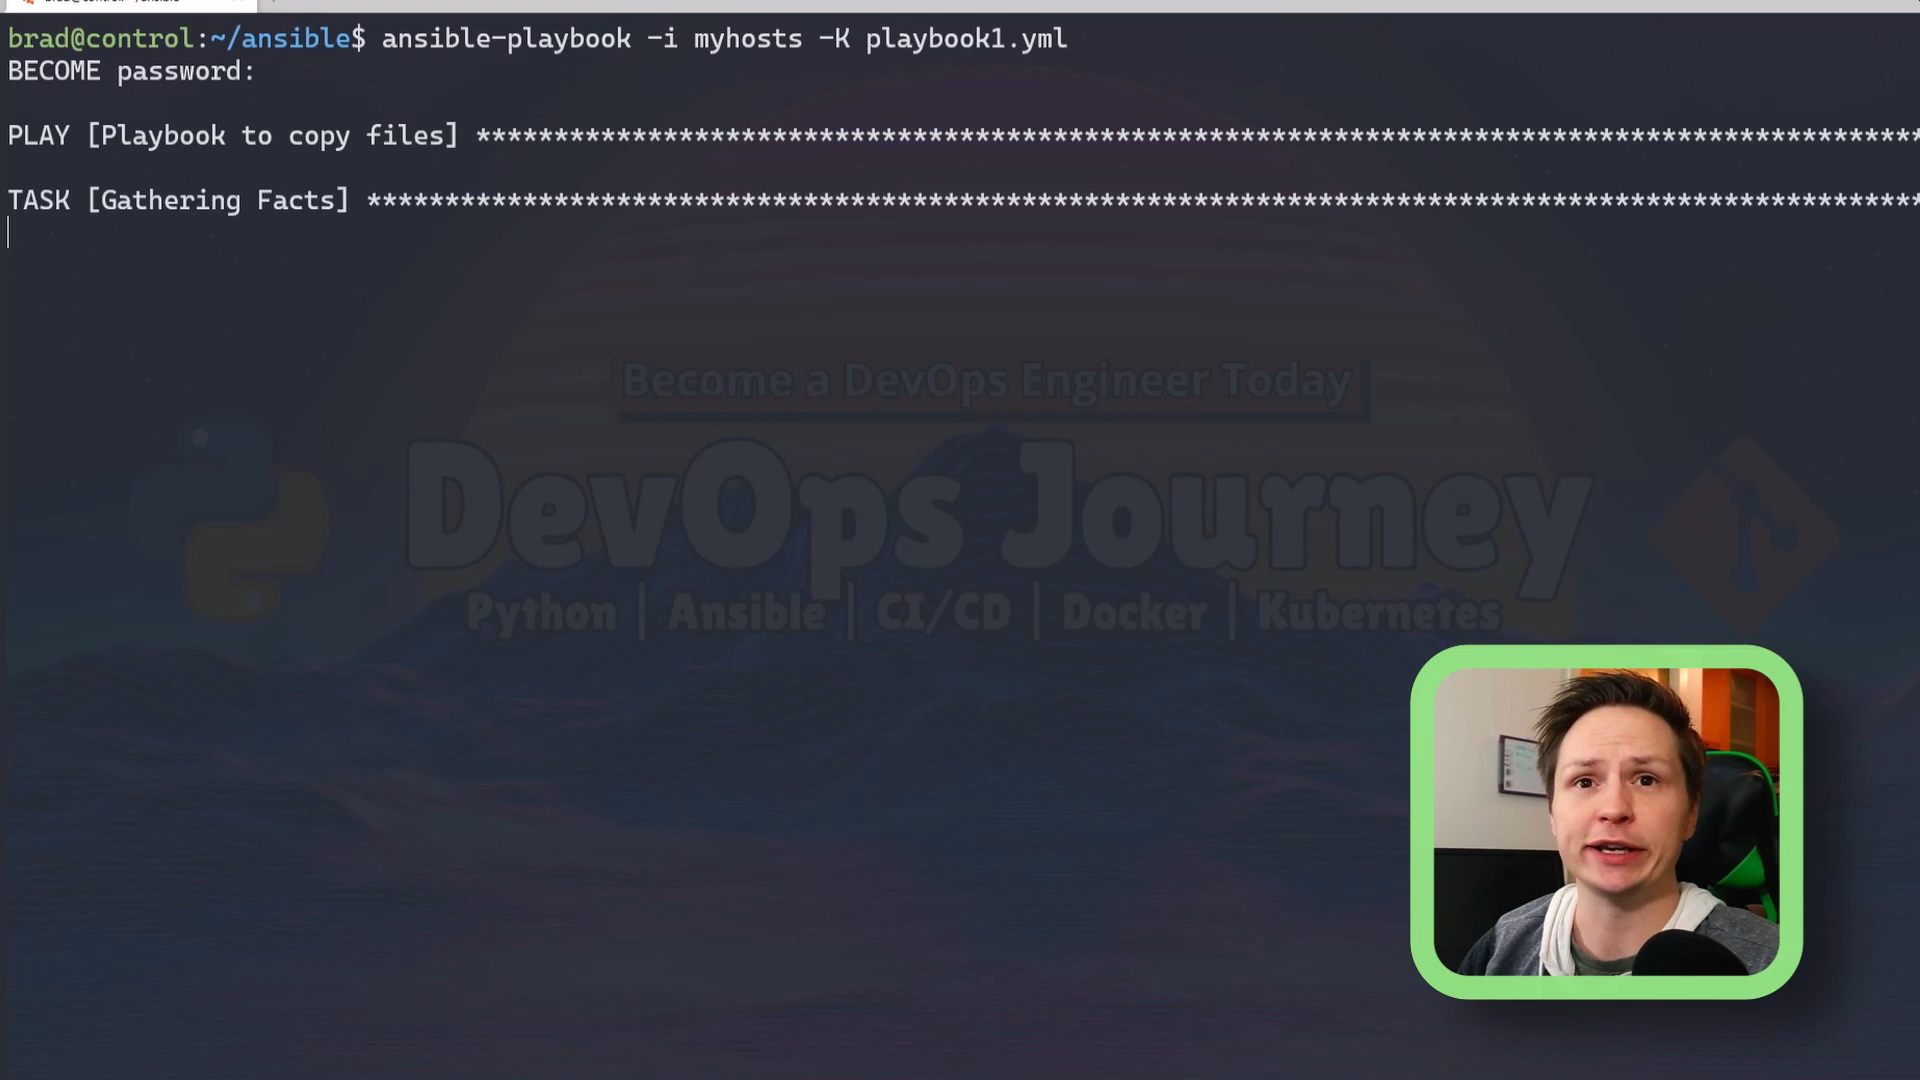 brad@control:~/ansible$ ansible-playbook -i myhosts -K playbook1.yml
BECOME password:
PLAY [Playbook to copy files] ********************************************************************************************
TASK [Gathering Facts] ***************************************************************************************************
Become a DevOps Engineer Today
DevOps Journey
Python | Ansible | CI/CD | Docker | Kubernetes